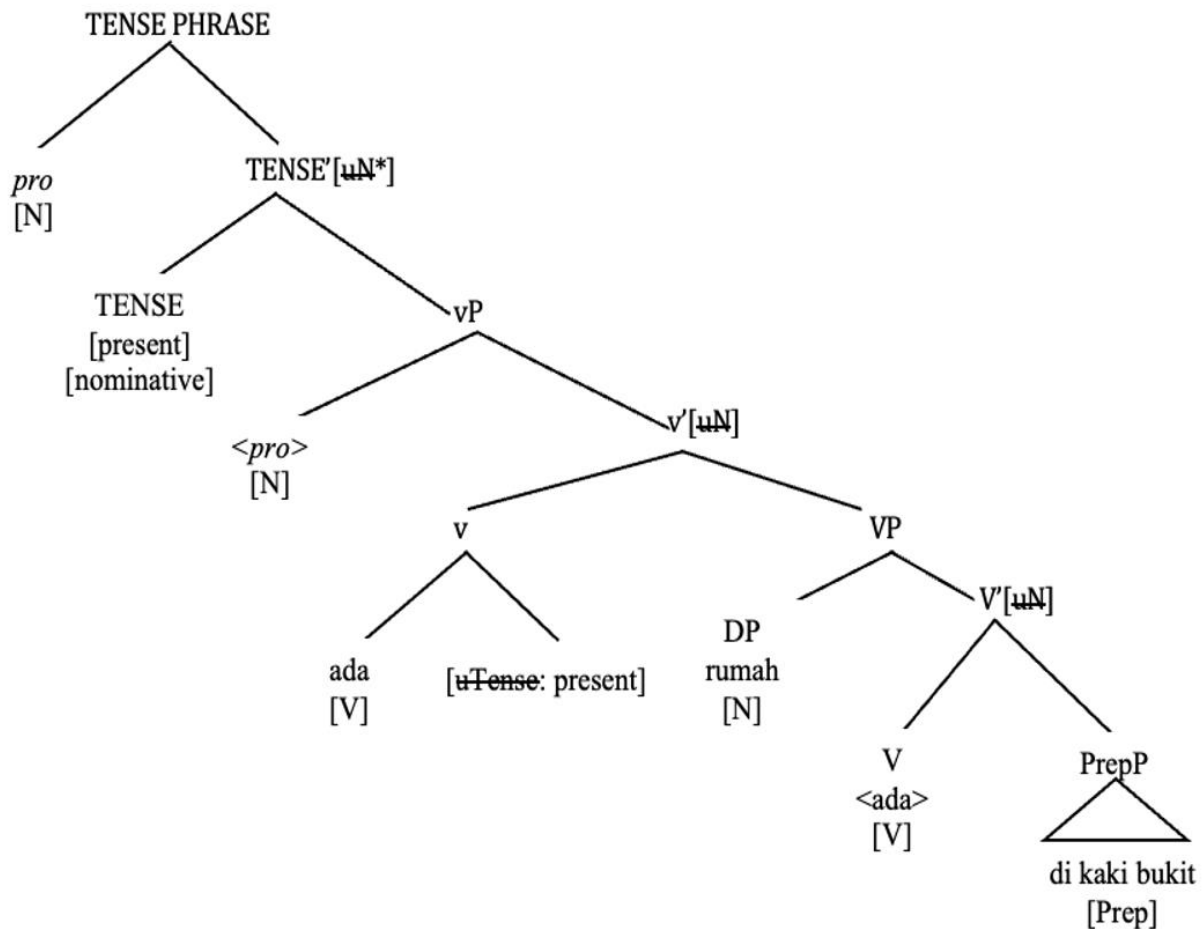 TENSE PHRASE
pro
[N]
TENSE'[uN*]
TENSE
[present]
[nominative]
vP
<pro>
[N]
v'[uN]
v
VP
ada
[V]
[uTense: present]
DP
rumah
[N]
V'[uN]
V
<ada>
[V]
PrepP
di kaki bukit
[Prep]